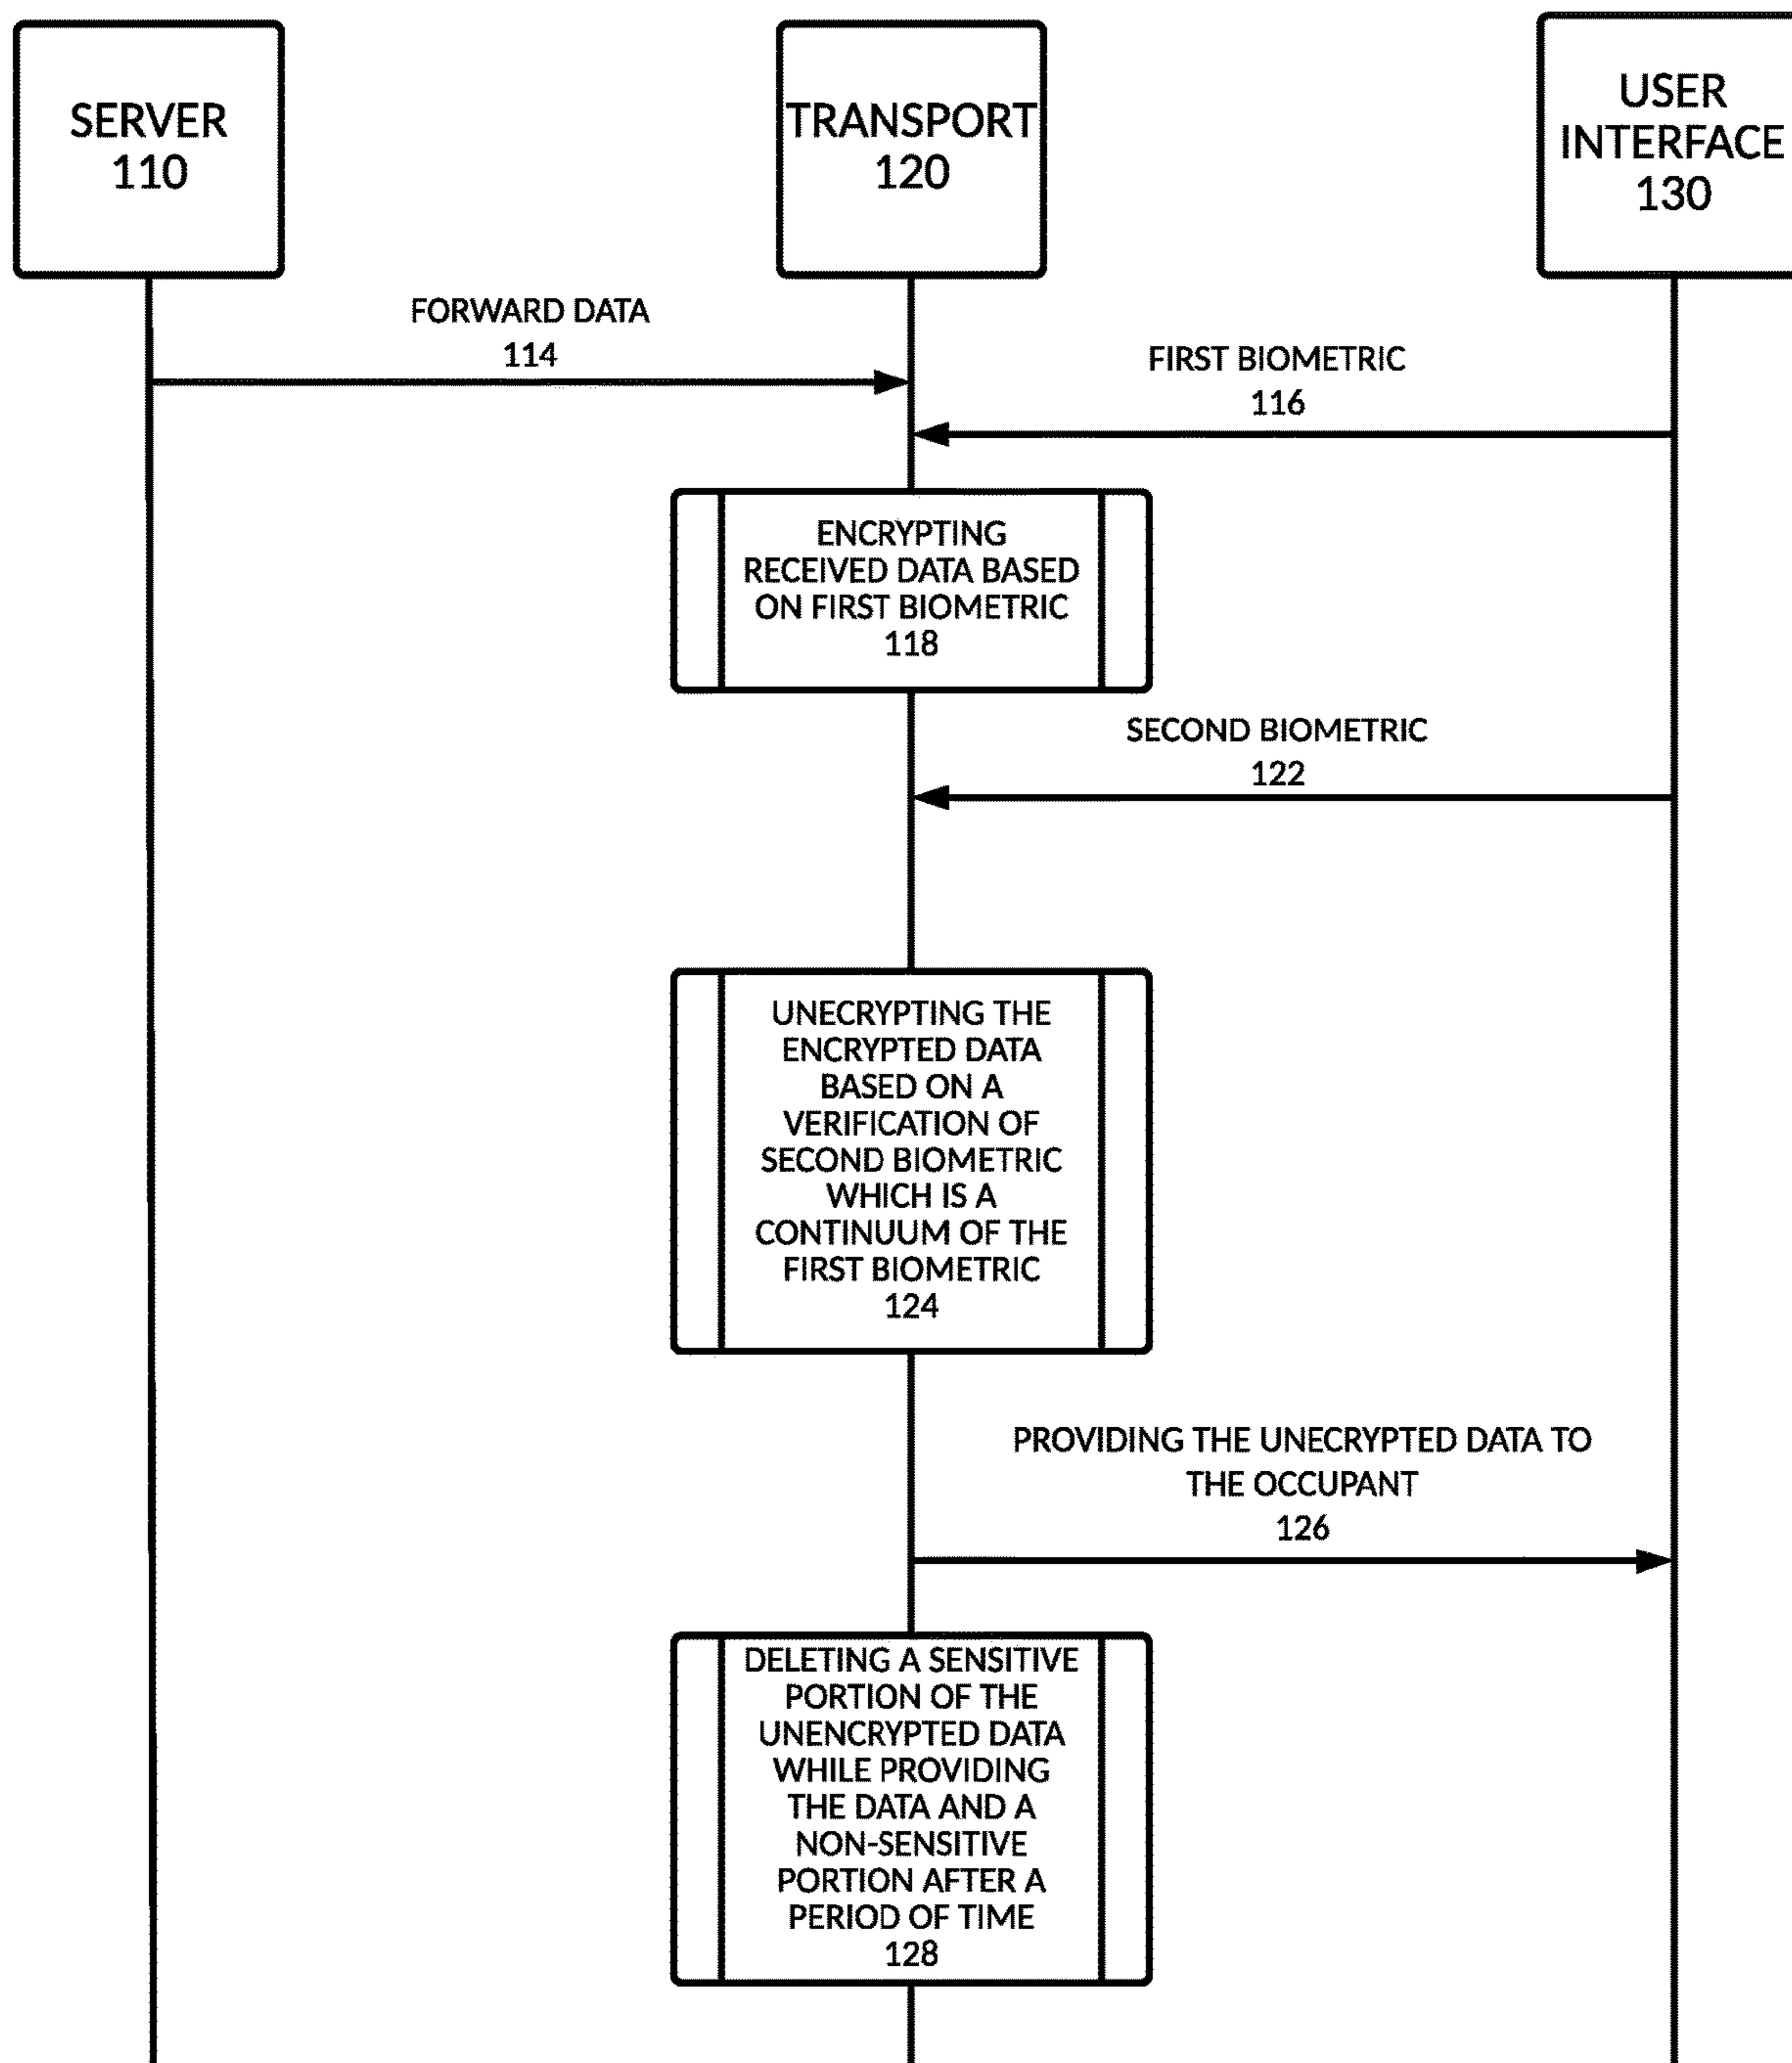 SERVER
110
TRANSPORT
120
USER
INTERFACE
130
FORWARD DATA
114
FIRST BIOMETRIC
116
ENCRYPTING
RECEIVED DATA BASED
ON FIRST BIOMETRIC
118
SECOND BIOMETRIC
122
UNECRYPTING THE
ENCRYPTED DATA
BASED ON A
VERIFICATION OF
SECOND BIOMETRIC
WHICH IS A
CONTINUUM OF THE
FIRST BIOMETRIC
124
PROVIDING THE UNECRYPTED DATA TO
THE OCCUPANT
126
DELETING A SENSITIVE
PORTION OF THE
UNENCRYPTED DATA
WHILE PROVIDING
THE DATA AND A
NON-SENSITIVE
PORTION AFTER A
PERIOD OF TIME
128